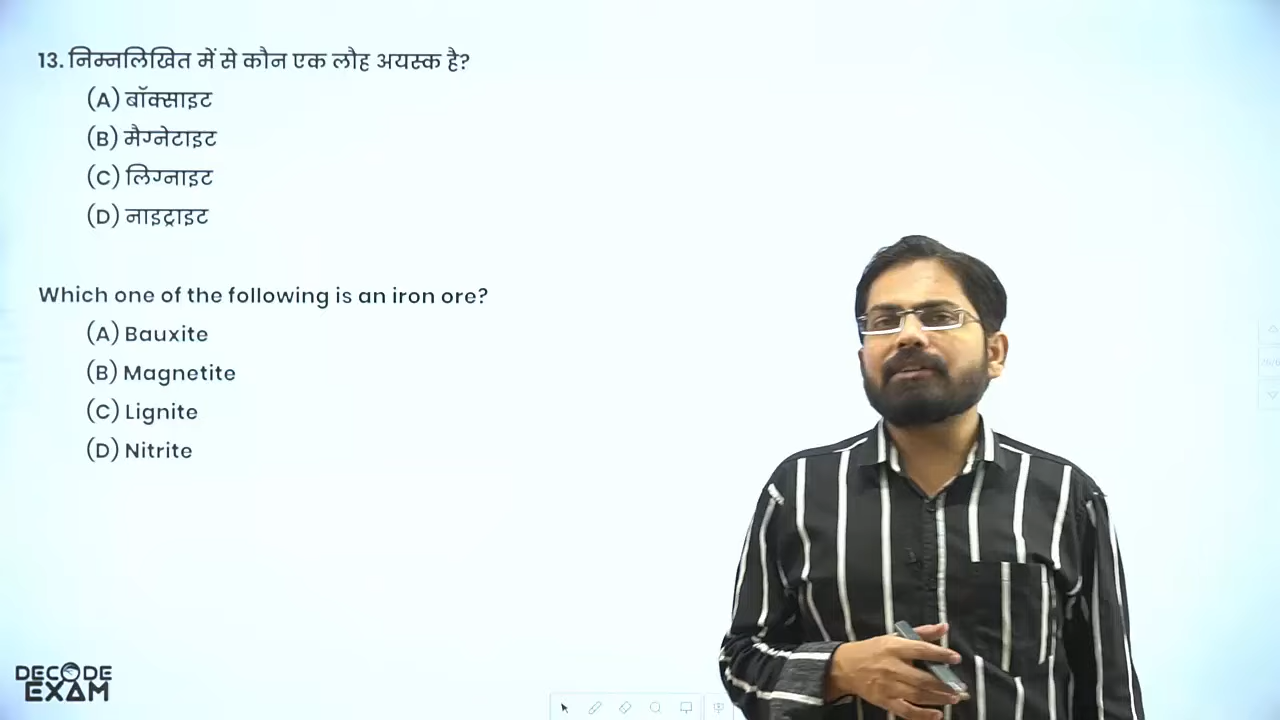 13. निम्नलिखित में से कौन एक लौह अयस्क है?
(A) बॉक्साइट
(B) मैग्नेटाइट
(C) लिग्नाइट
(D) नाइट्राइट
Which one of the following is an iron ore?
(A) Bauxite
(B) Magnetite
(C) Lignite
(D) Nitrite
DECODE
EXAM